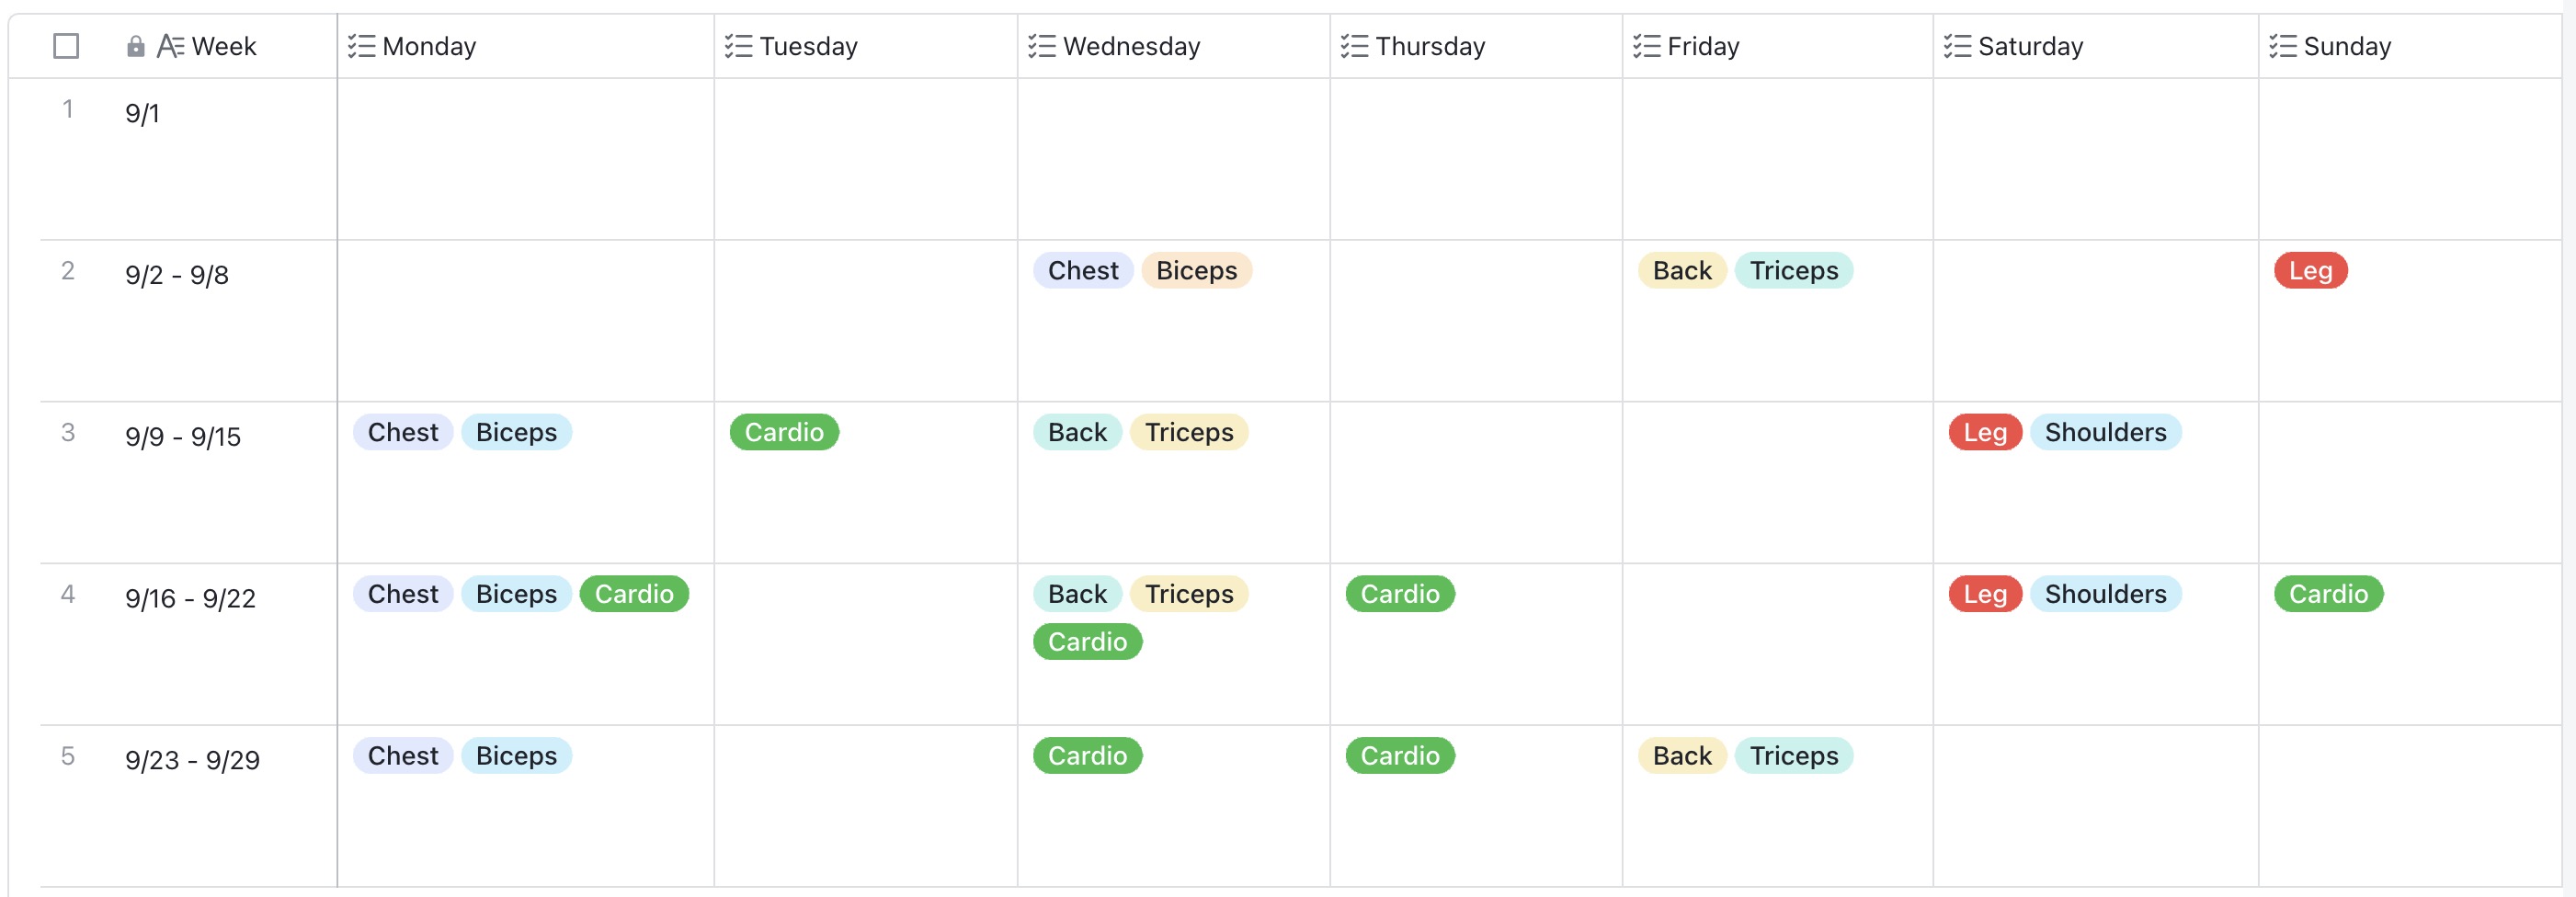 Week Monday Tuesday Wednesday Thursday Friday Saturday Sunday
1 9/1
2 9/2 - 9/8 Chest Biceps Back Triceps Leg
3 9/9 - 9/15 Chest Biceps Cardio Back Triceps Leg Shoulders
4 9/16 - 9/22 Chest Biceps Cardio Back Triceps Cardio Leg Shoulders Cardio
Cardio
5 9/23 - 9/29 Chest Biceps Cardio Cardio Back Triceps